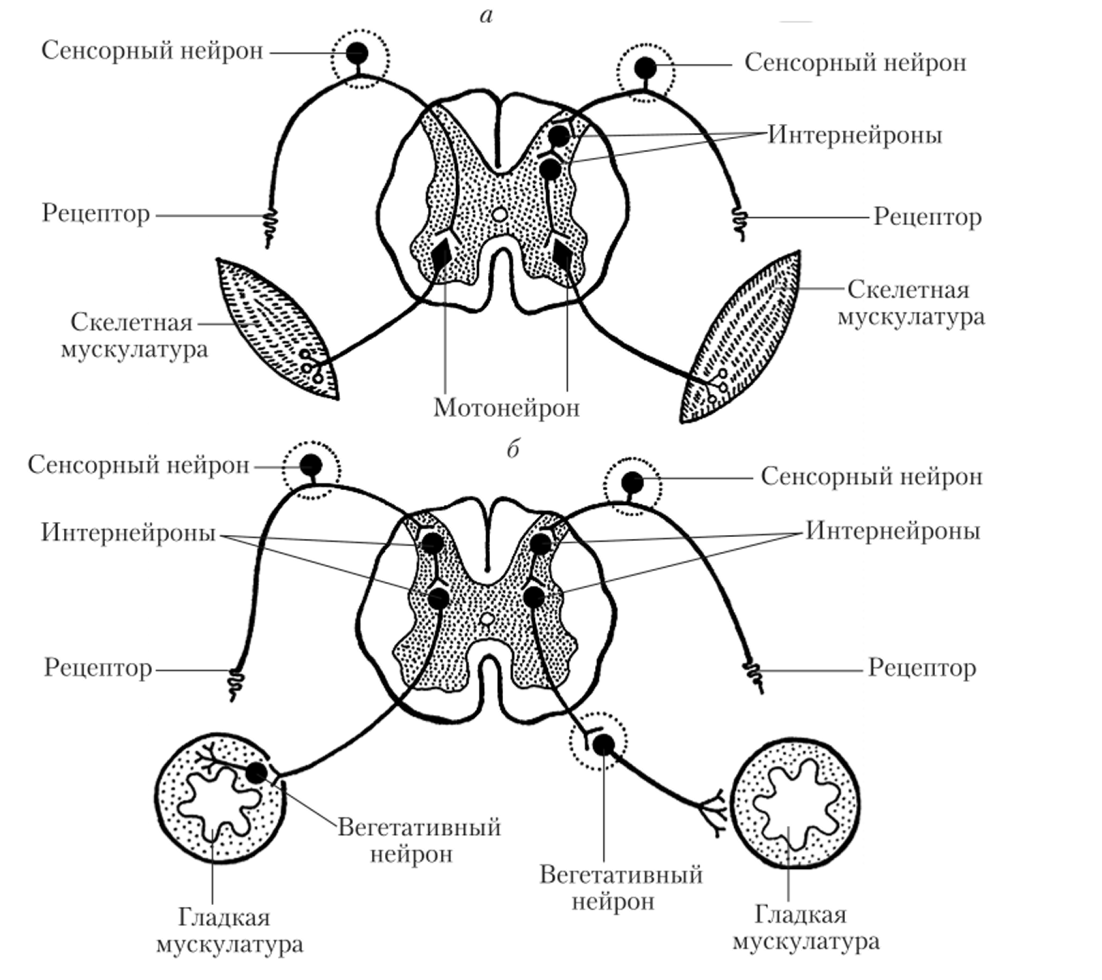 а
Сенсорный нейрон
Сенсорный нейрон
Интернейроны
Рецептор
Рецептор
Скелетная
мускулатура
Скелетная
мускулатура
Мотонейрон
б
Сенсорный нейрон
Сенсорный нейрон
Интернейроны
Интернейроны
Рецептор
Рецептор
Вегетативный
нейрон
Вегетативный
нейрон
Гладкая
мускулатура
Гладкая
мускулатура